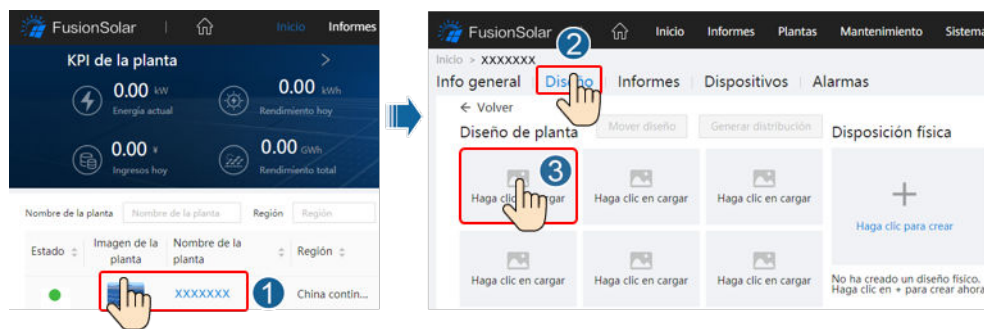 FusionSolar
Inicio
Informes
KPI de la planta
0.00 kW
Energía actual
0.00 kWh
Rendimiento hoy
0.00 ¥
Ingresos hoy
0.00 GWh
Rendimiento total
Nombre de la planta
Nombre de la planta
Región
Región
Estado
Imagen de la planta
Nombre de la planta
Región
XXXXXXX
1
China contin...
FusionSolar
2
Inicio
Informes
Plantas
Mantenimiento
Sistema
Inicio > XXXXXXX
Info general
Diseño
Informes
Dispositivos
Alarmas
← Volver
Diseño de planta
Mover diseño
Generar distribución
Disposición física
3
Haga clic en cargar
Haga clic en cargar
Haga clic en cargar
Haga clic para crear
Haga clic en cargar
Haga clic en cargar
Haga clic en cargar
No ha creado un diseño físico.
Haga clic en + para crear ahora